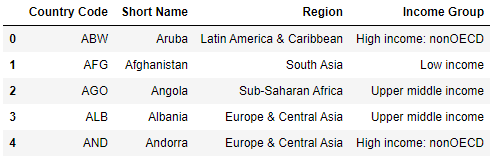 Country Code Short Name Region Income Group
0 ABW Aruba Latin America & Caribbean High income: nonOECD
1 AFG Afghanistan South Asia Low income
2 AGO Angola Sub-Saharan Africa Upper middle income
3 ALB Albania Europe & Central Asia Upper middle income
4 AND Andorra Europe & Central Asia High income: nonOECD